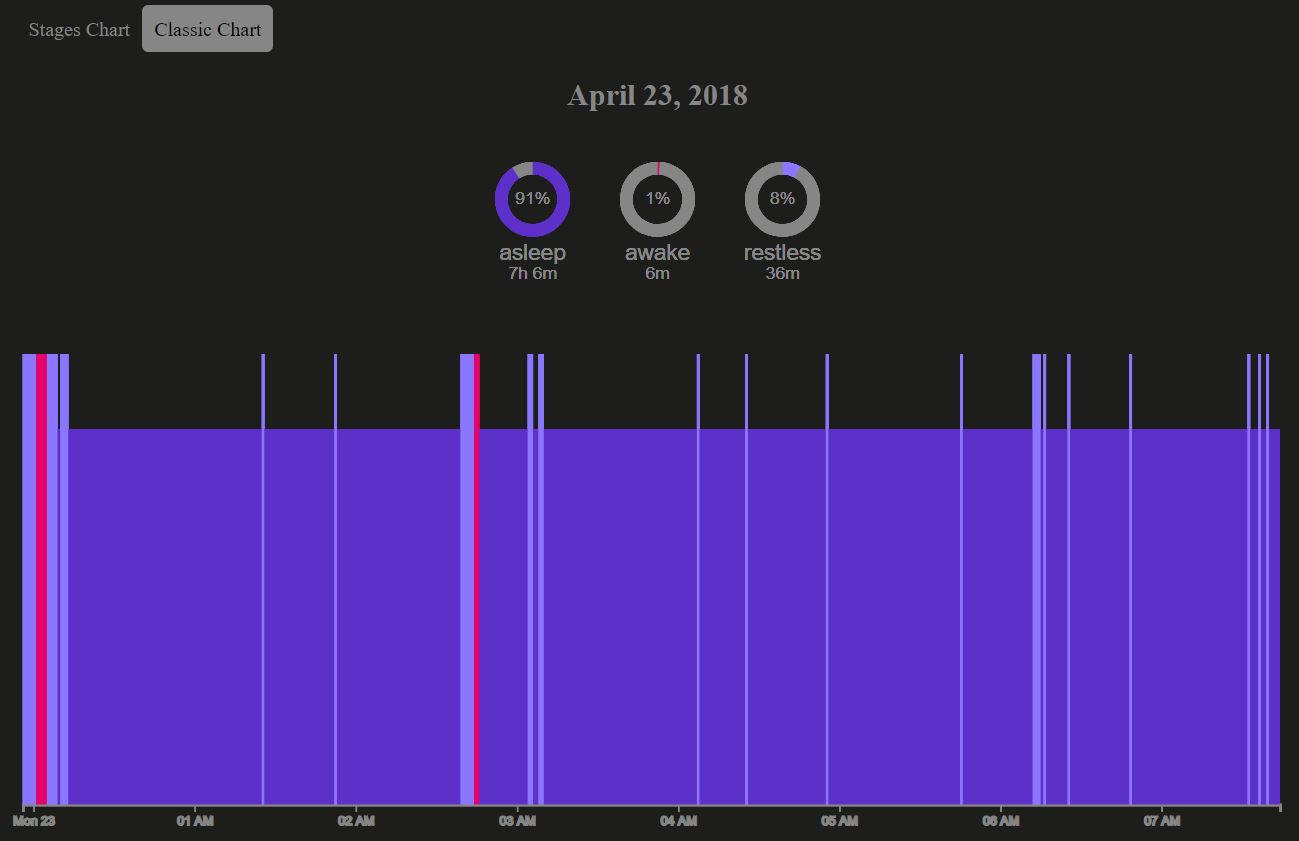 Stages Chart Classic Chart
April 23, 2018
91% 1% 8%
asleep awake restless
7h 6m 6m 36m
Mon 23 01 AM 02 AM 03 AM 04 AM 05 AM 06 AM 07 AM